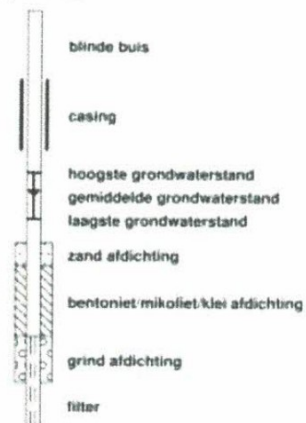 blinde buis
casing
hoogste grondwaterstand
gemiddelde grondwaterstand
laagste grondwaterstand
zand afdichting
bentoniet/mikoliet/klei afdichting
grind afdichting
filter